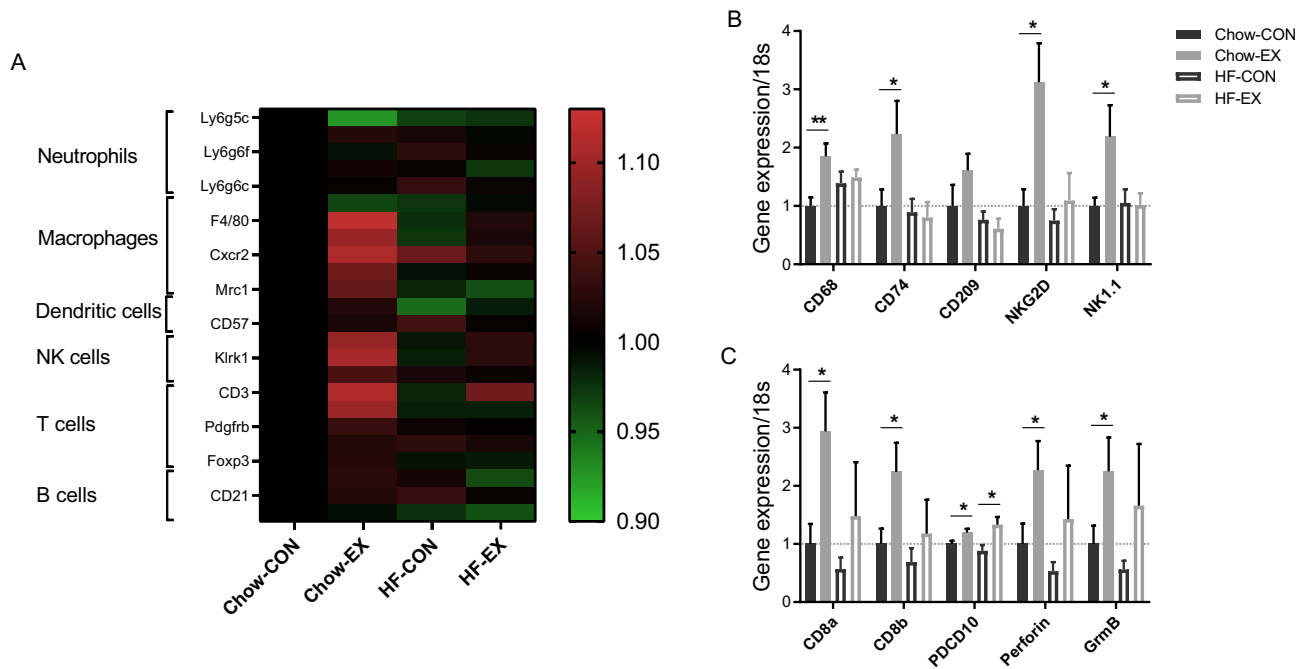 A
Neutrophils
Macrophages
Dendritic cells
NK cells
T cells
B cells
Ly6g5c
Ly6g6f
Ly6g6c
F4/80
Cxcr2
Mrc1
CD57
Klrk1
CD3
Pdgfrb
Foxp3
CD21
Chow-CON
Chow-EX
HF-CON
HF-EX
1.10
1.05
1.00
0.95
0.90
B
Gene expression/18s
4
3
2
1
0
**
*
*
*
CD68
CD74
CD209
NKG2D
NK1.1
Chow-CON
Chow-EX
HF-CON
HF-EX
C
Gene expression/18s
4
3
2
1
0
*
*
*
*
*
*
CD8a
CD8b
PDCD10
Perforin
GrmB